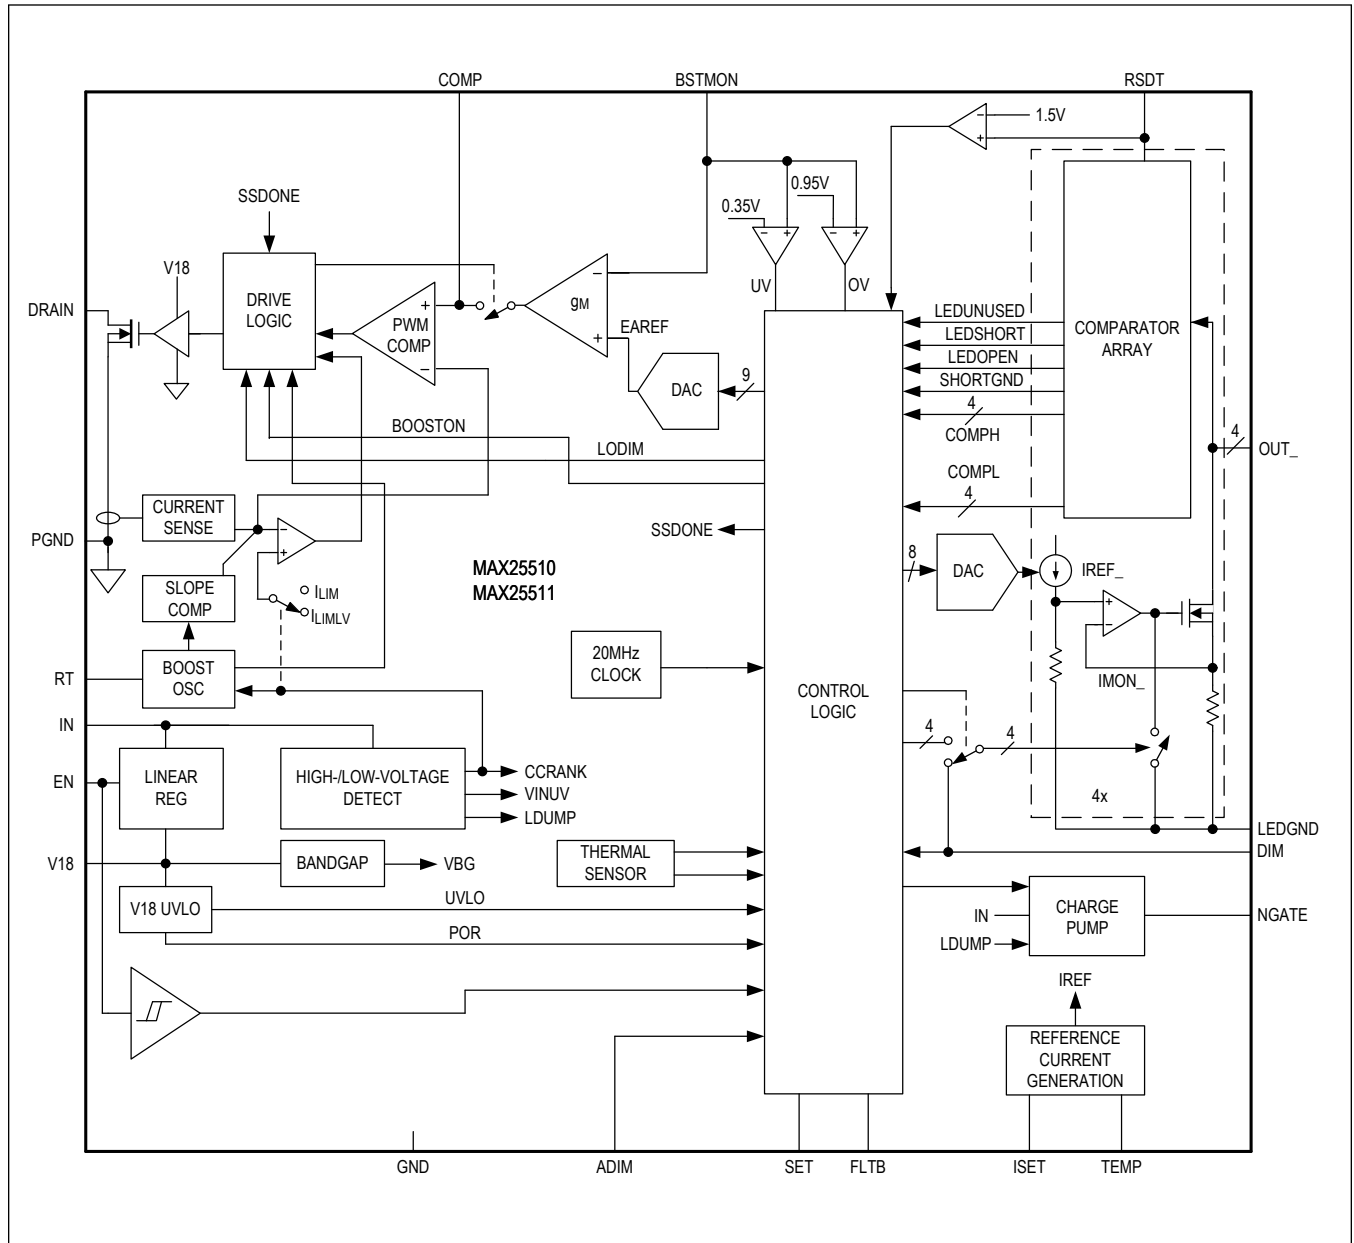 COMP
BSTMON
RSDT
− 1.5V
+
SSDONE
0.35V
0.95V
− +
− +
V18
UV
OV
DRAIN
DRIVE
LOGIC
+
PWM
COMP
−
−
gM
+
EAREF
DAC
9
LEDUNUSED
LEDSHORT
LEDOPEN
SHORTGND
4
COMPH
COMPL
4
COMPARATOR
ARRAY
4
OUT_
BOOSTON
LODIM
CURRENT
SENSE
−
+
PGND
SLOPE
COMP
ILIM
ILIMLV
SSDONE
MAX25510
MAX25511
8
DAC
IREF_
+
−
IMON_
RT
BOOST
OSC
20MHz
CLOCK
CONTROL
LOGIC
IN
EN
LINEAR
REG
HIGH-/LOW-VOLTAGE
DETECT
CCRANK
VINUV
LDUMP
4
4
4x
LEDGND
DIM
V18
BANDGAP
VBG
THERMAL
SENSOR
V18 UVLO
UVLO
POR
IN
LDUMP
CHARGE
PUMP
NGATE
IREF
REFERENCE
CURRENT
GENERATION
GND
ADIM
SET
FLTB
ISET
TEMP